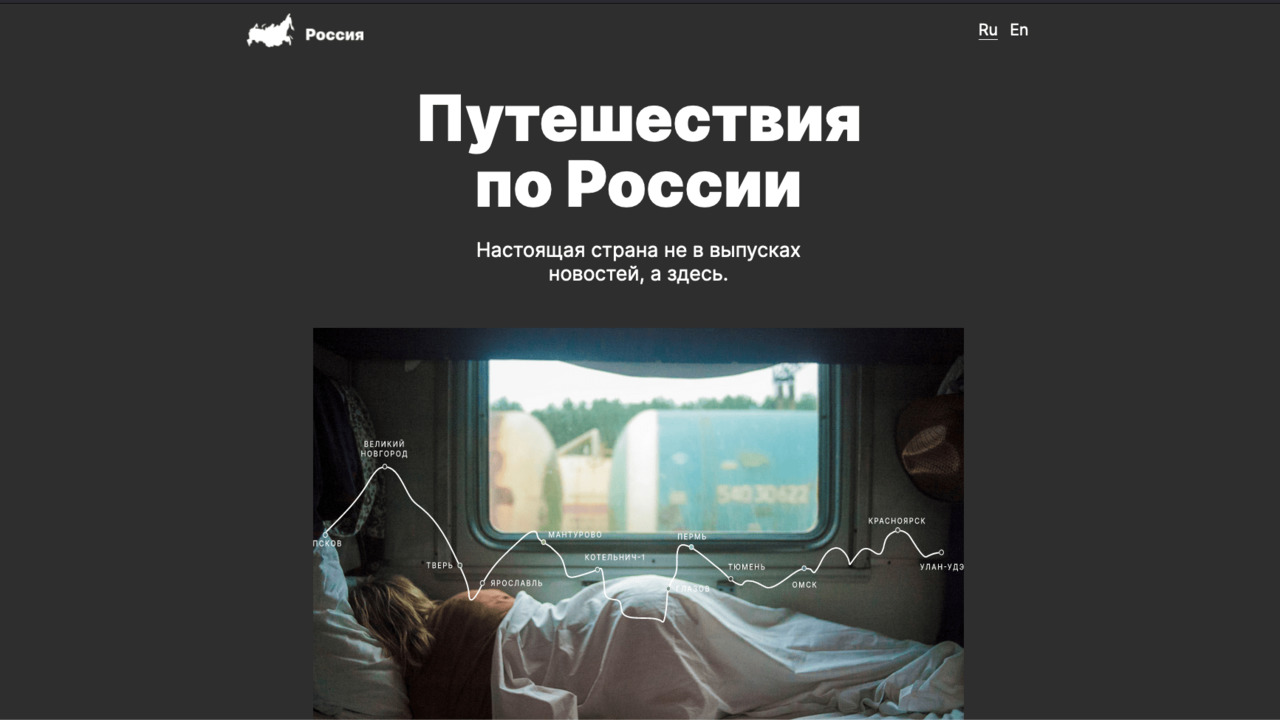 Россия
Ru En
Путешествия
по России
Настоящая страна не в выпусках
новостей, а здесь.
ВЕЛИКИЙ
НОВГОРОД
ПСКОВ
ТВЕРЬ
ЯРОСЛАВЛЬ
МАНТУРОВО
КОТЕЛЬНИЧ-1
ГЛАЗОВ
ПЕРМЬ
ТЮМЕНЬ
ОМСК
КРАСНОЯРСК
УЛАН-УДЭ
54030622